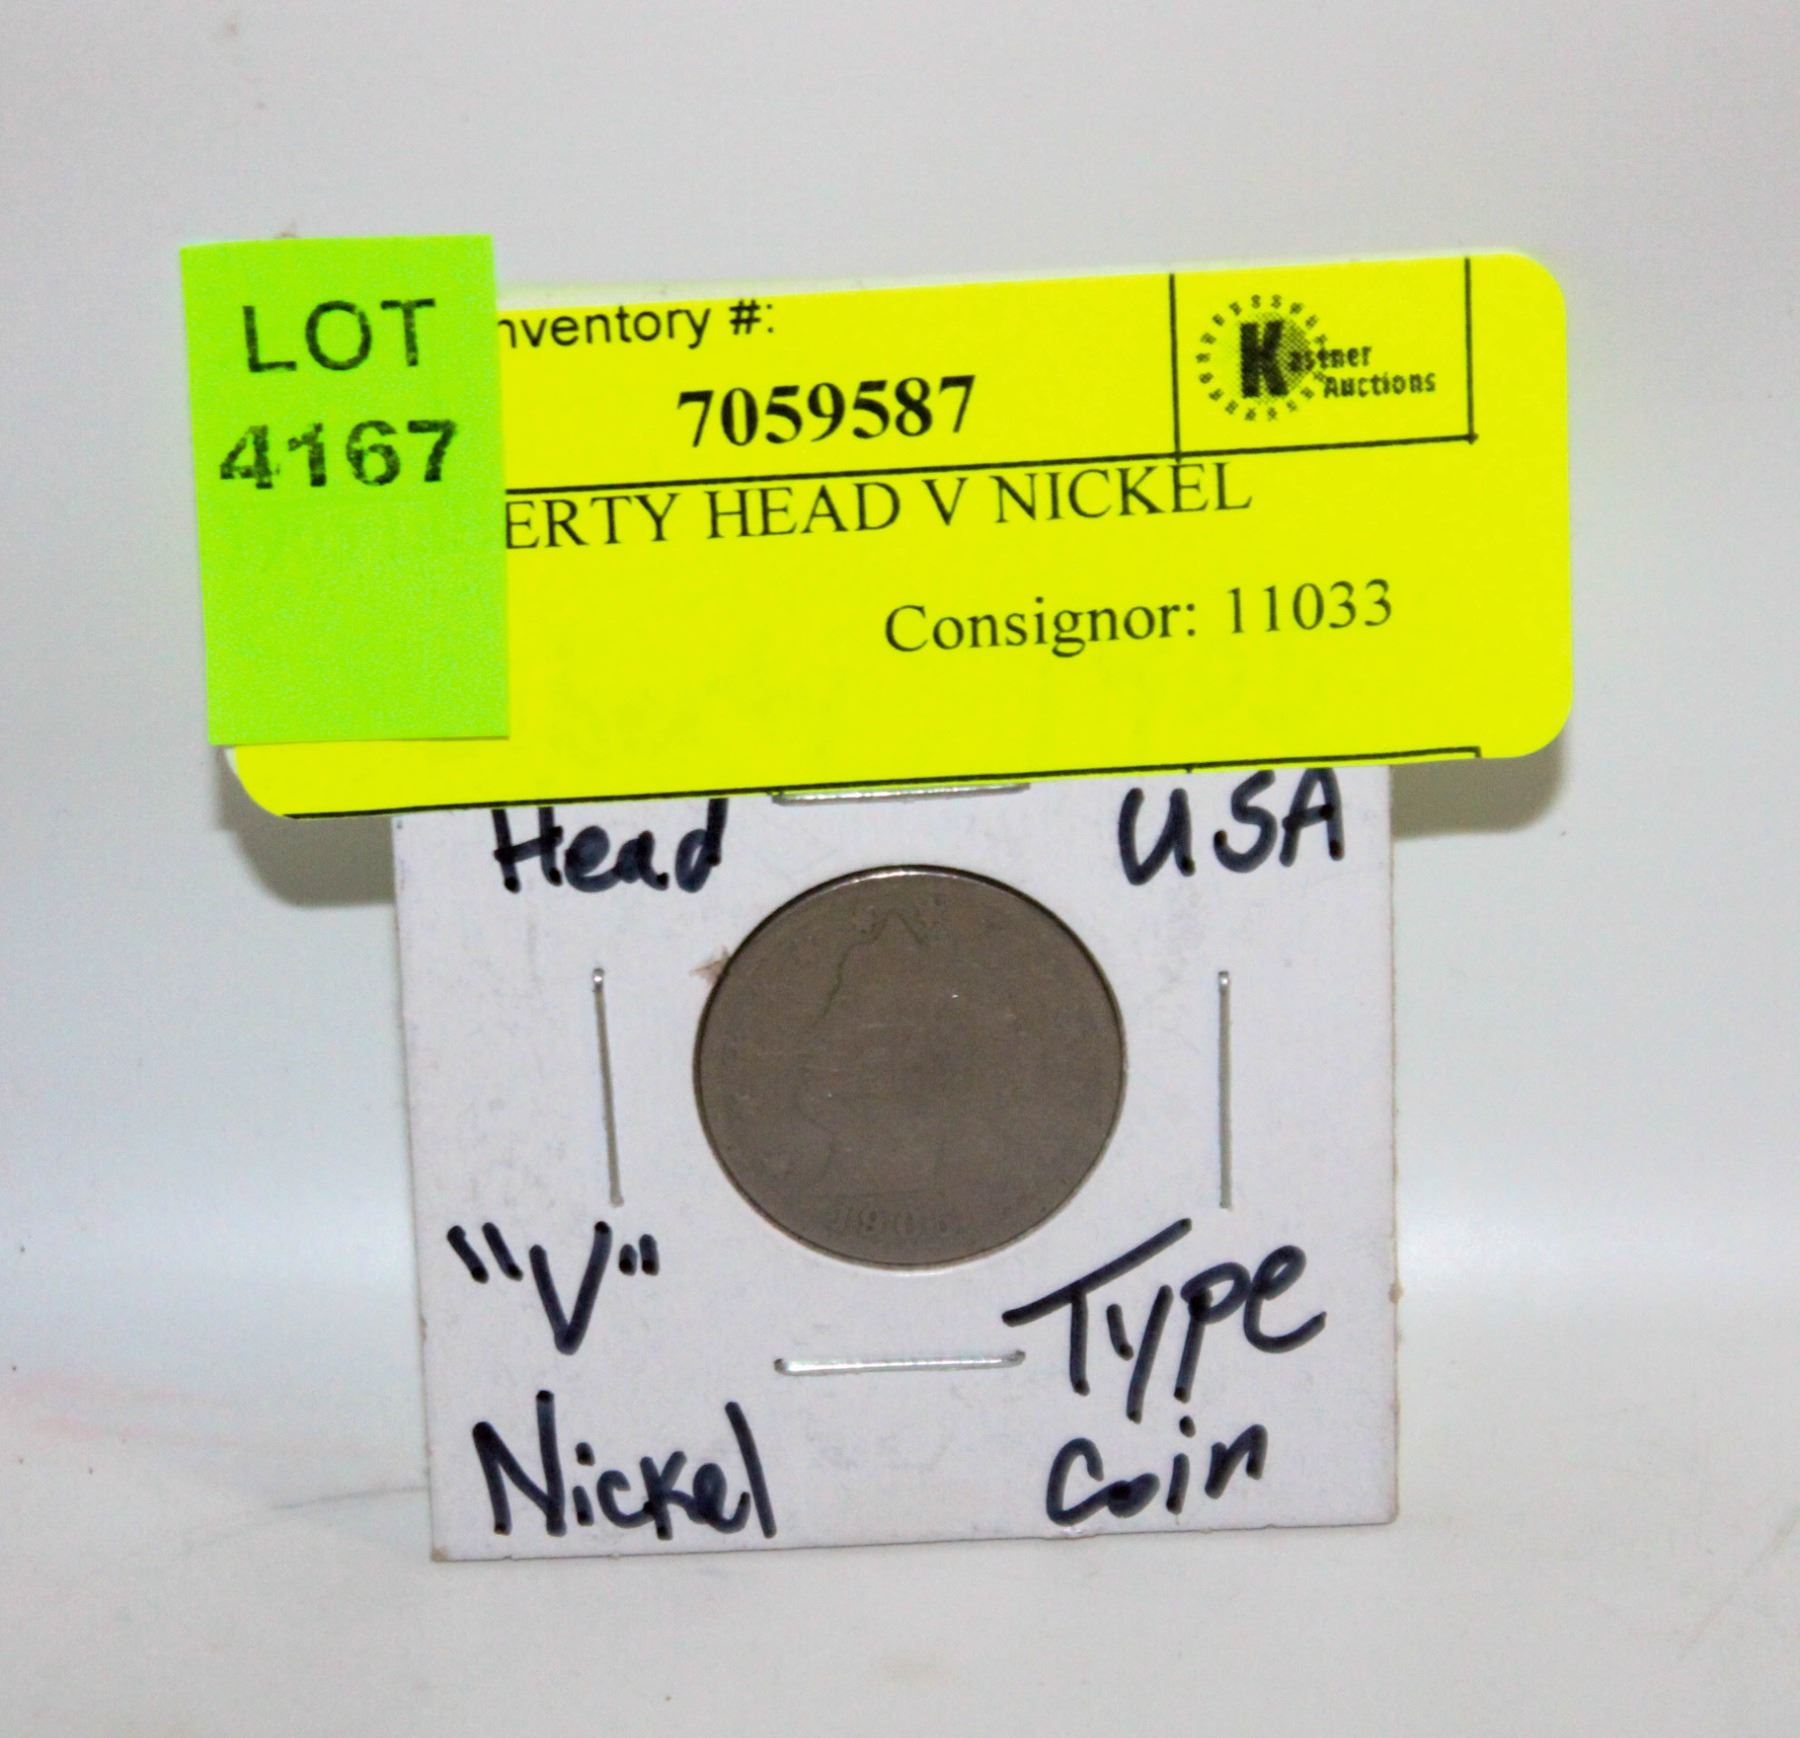 LOT
4167
nventory #:
7059587
Kastner
Auctions
ERTY HEAD V NICKEL
Consignor: 11033
Head
USA
"V"
Nickel
Type
Coin